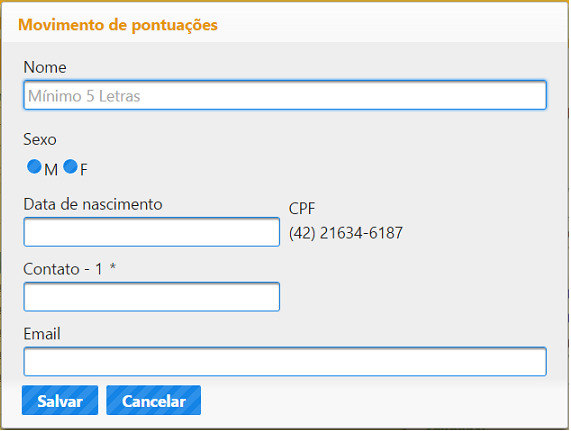 Movimento de pontuações
Nome
Mínimo 5 Letras
Sexo
M F
Data de nascimento
CPF
(42) 21634-6187
Contato - 1 *
Email
Salvar Cancelar